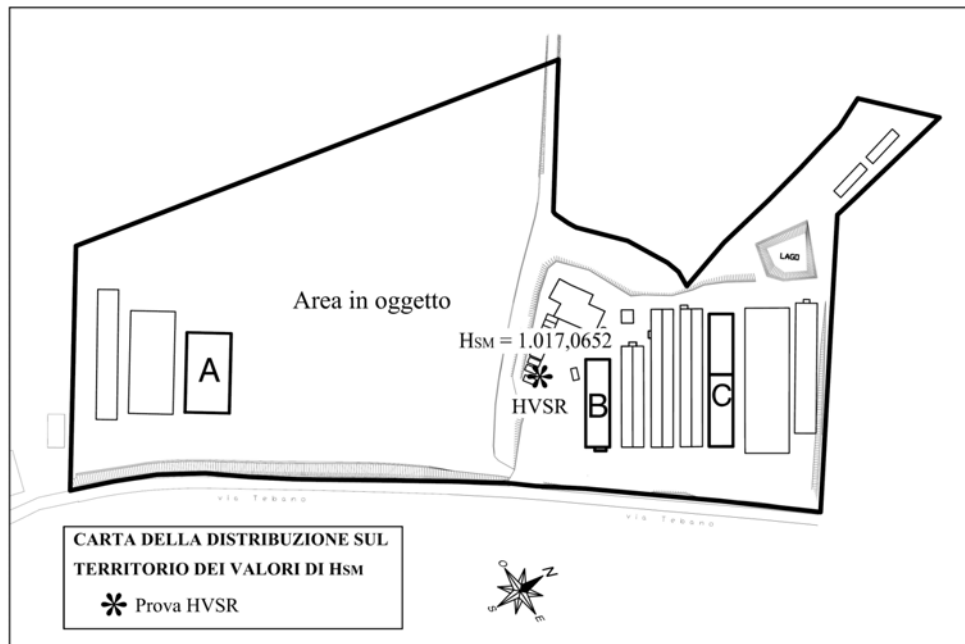 LAGO
Area in oggetto
HSM = 1.017,0652
A
HVSR
B
C
via Tebano
via Tebano
CARTA DELLA DISTRIBUZIONE SUL
TERRITORIO DEI VALORI DI HSM
Prova HVSR
O
N
S
E